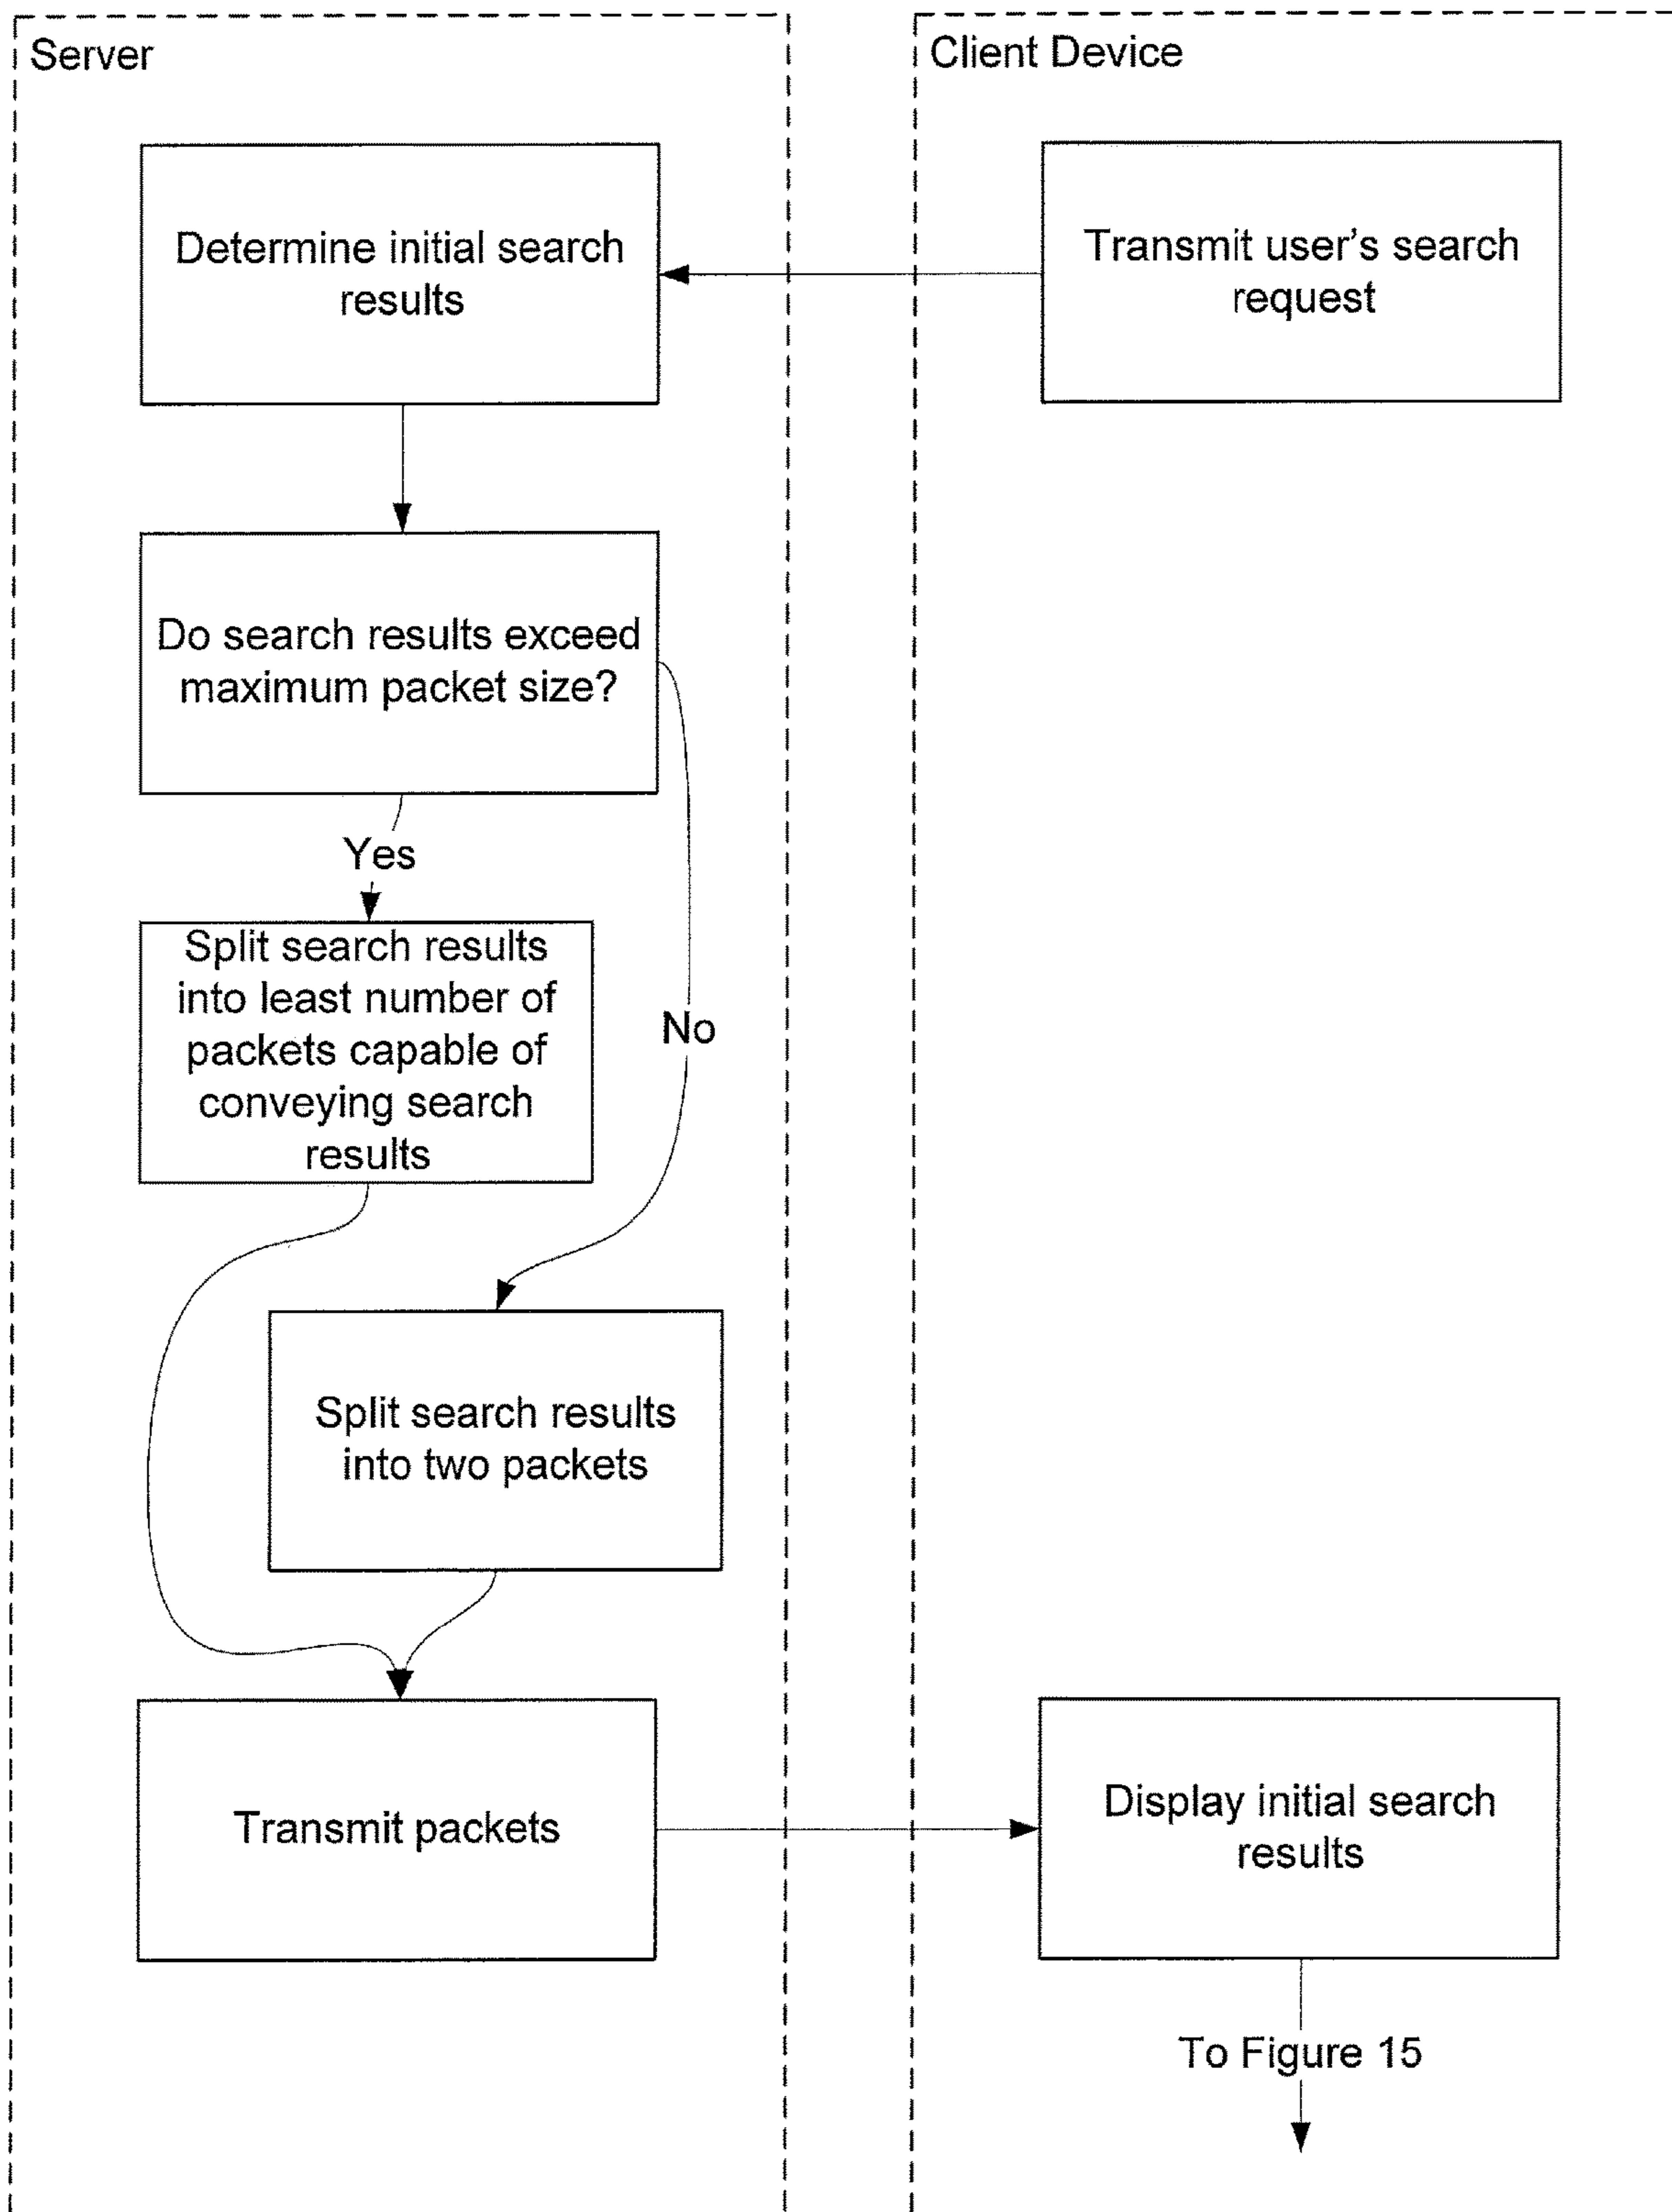 Server
Client Device
Determine initial search
results
Transmit user's search
request
Do search results exceed
maximum packet size?
Yes
Split search results
into least number of
packets capable of
conveying search
results
No
Split search results
into two packets
Transmit packets
Display initial search
results
To Figure 15